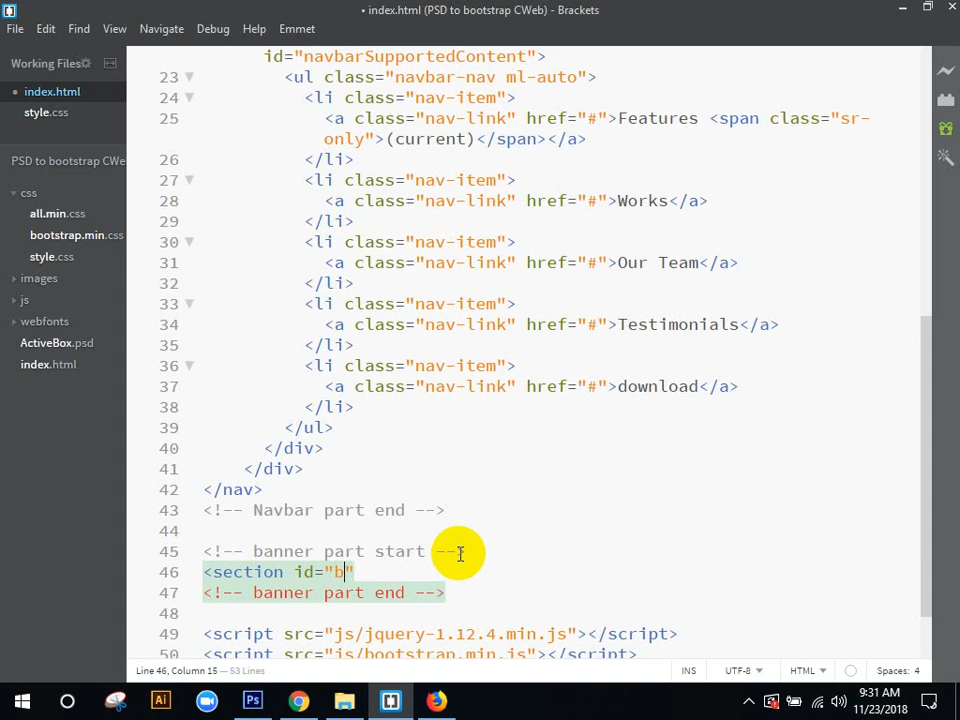 • index.html (PSD to bootstrap CWeb) - Brackets
File Edit Find View Navigate Debug Help Emmet
Working Files
• index.html
style.css
PSD to bootstrap CWe
css
all.min.css
bootstrap.min.css
style.css
images
js
webfonts
ActiveBox.psd
index.html
id="navbarSupportedContent">
23 <ul class="navbar-nav ml-auto">
24 <li class="nav-item">
25 <a class="nav-link" href="#">Features <span class="sr-
only">(current)</span></a>
26 </li>
27 <li class="nav-item">
28 <a class="nav-link" href="#">Works</a>
29 </li>
30 <li class="nav-item">
31 <a class="nav-link" href="#">Our Team</a>
32 </li>
33 <li class="nav-item">
34 <a class="nav-link" href="#">Testimonials</a>
35 </li>
36 <li class="nav-item">
37 <a class="nav-link" href="#">download</a>
38 </li>
39 </ul>
40 </div>
41 </div>
42 </nav>
43 <!-- Navbar part end -->
44
45 <!-- banner part start -->
46 <section id="b"
47 <!-- banner part end -->
48
49 <script src="js/jquery-1.12.4.min.js"></script>
50 <script src="js/bootstrap.min.js"></script>
Line 46, Column 15 — 53 Lines
INS UTF-8 HTML Spaces: 4
Ai Ps
9:31 AM
11/23/2018